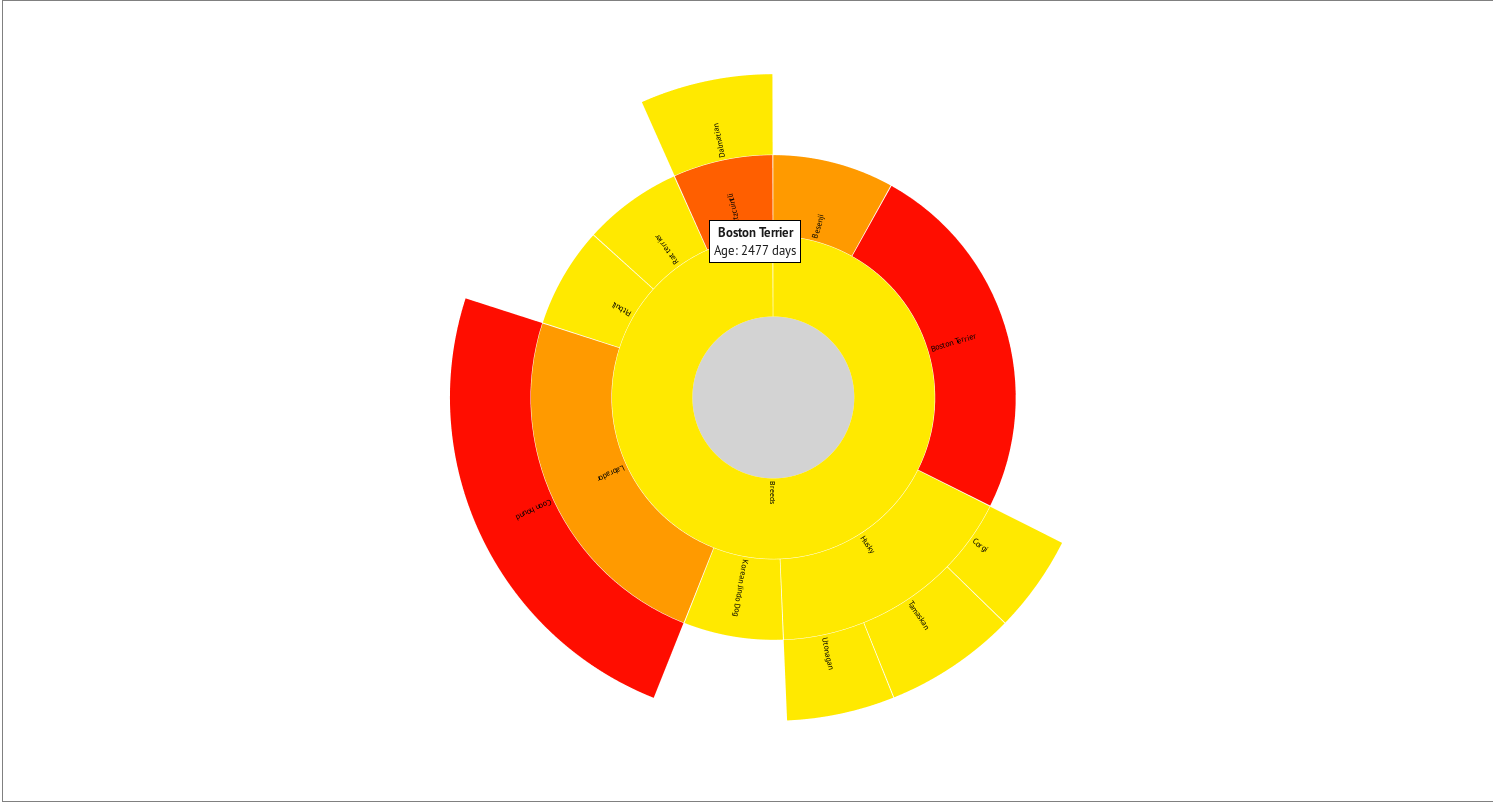 Dalmatian
Besenji
Rat terrier
Boston Terrier
Age: 2477 days
Pitbull
Boston Terrier
Labrador
Coon hound
Breeds
Husky
Corgi
Korean Jindo Dog
Tamaskan
Utonagan